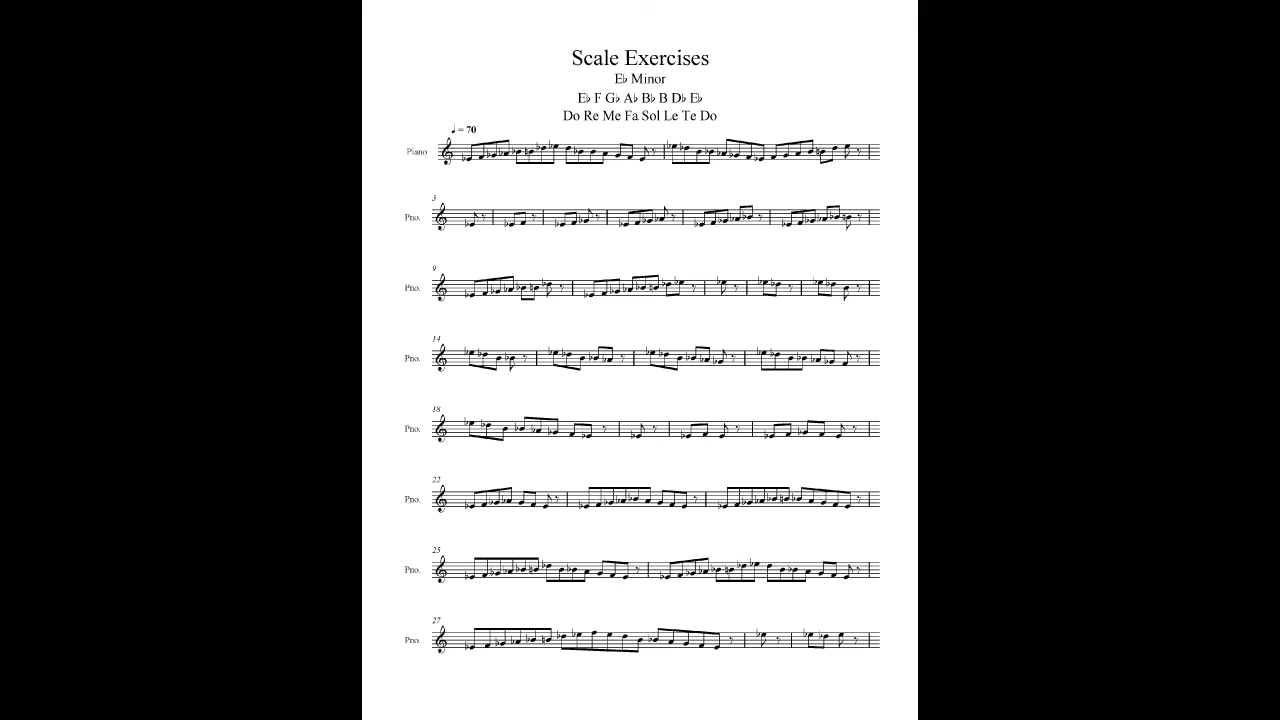 Scale Exercises
E♭ Minor
E♭ F G♭ A♭ B♭ B D♭ E♭
Do Re Me Fa Sol Le Te Do
♩ = 70
Piano
3
Pno.
9
Pno.
14
Pno.
18
Pno.
22
Pno.
25
Pno.
27
Pno.